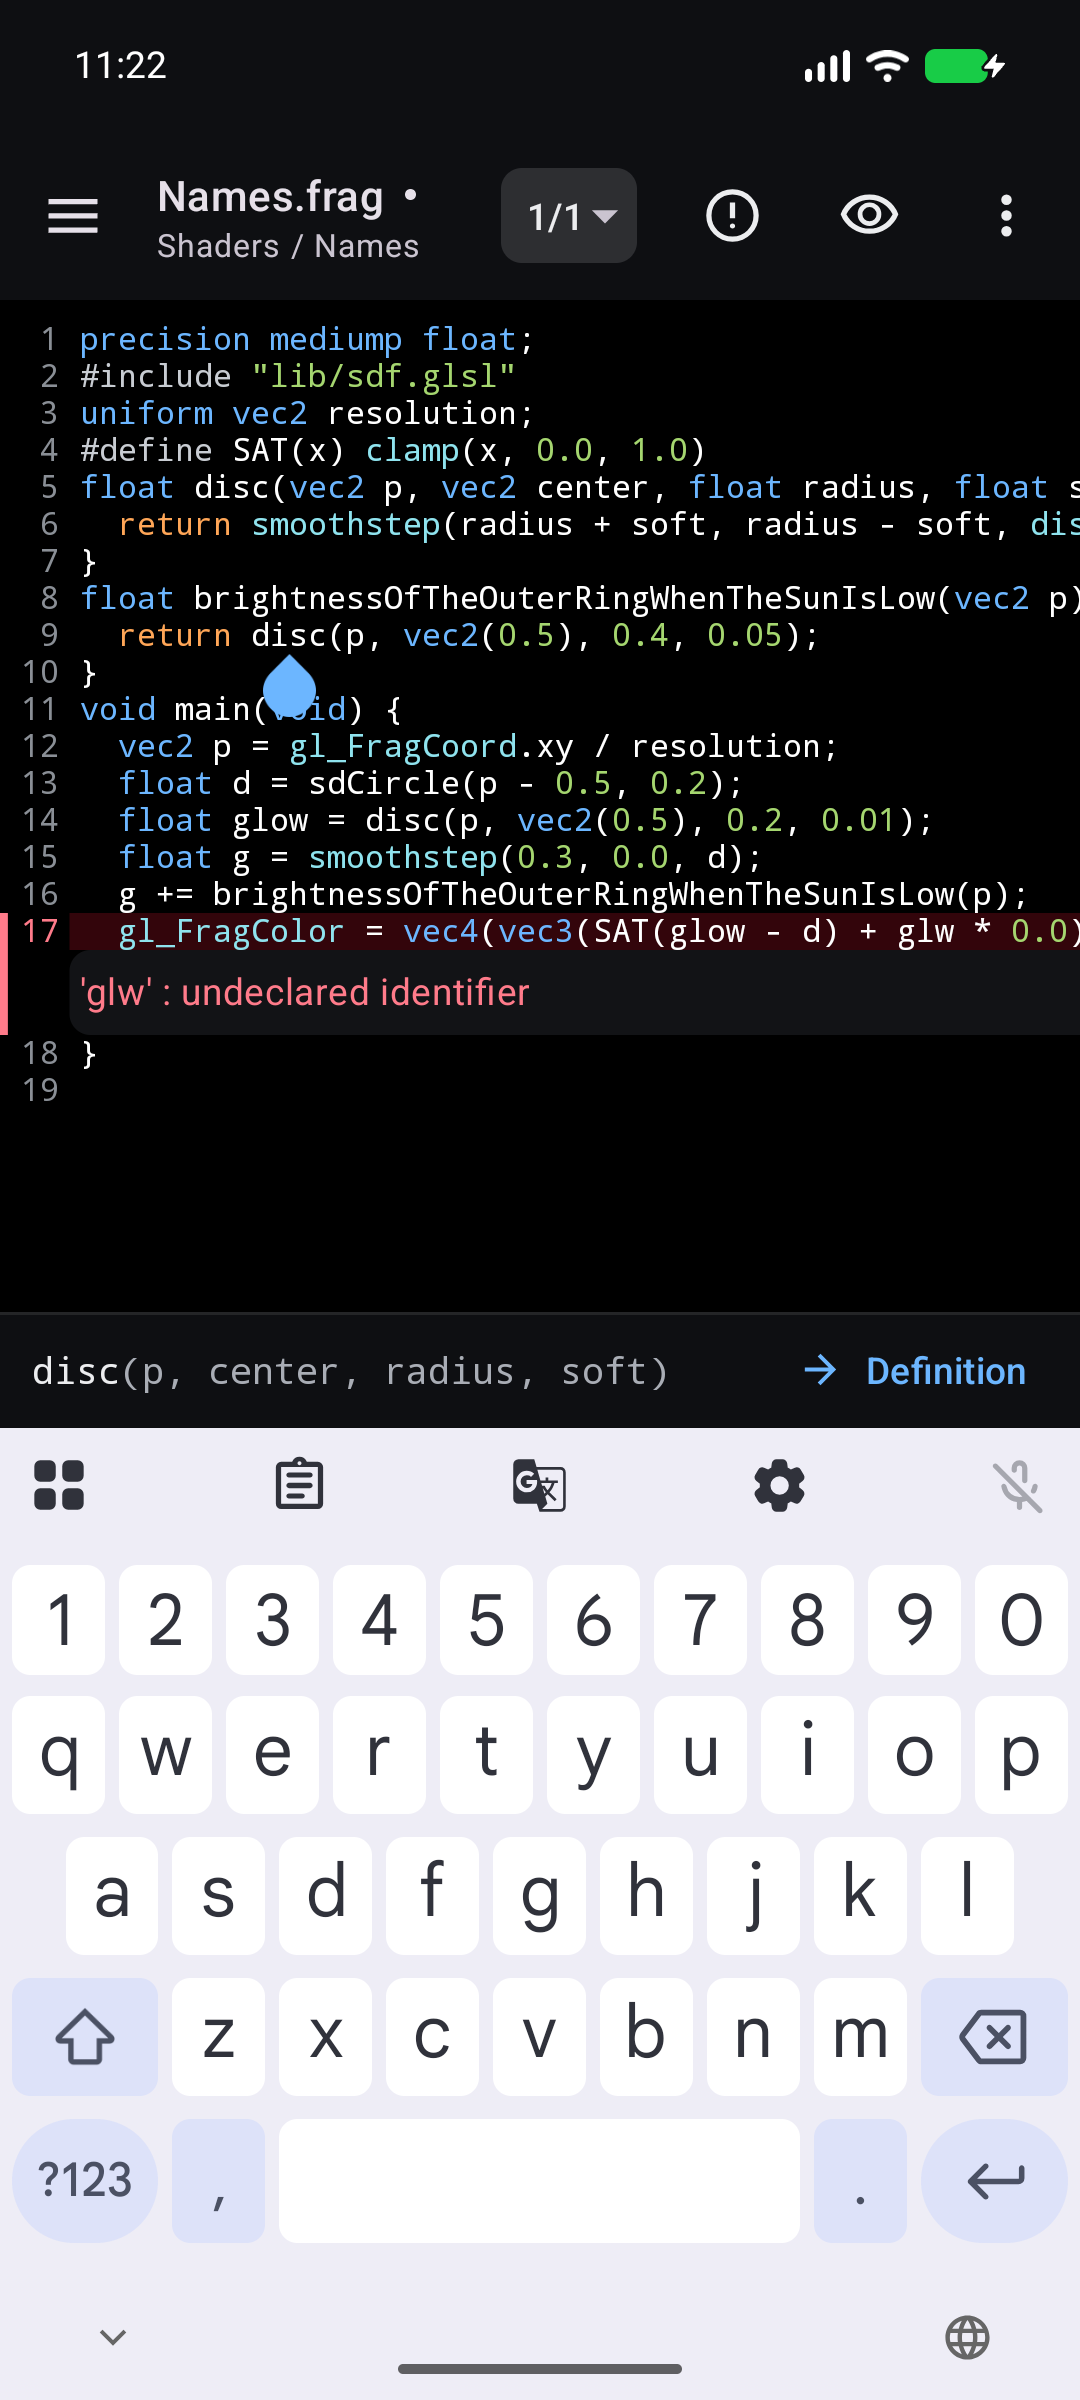 11:22
Names.frag •
Shaders / Names
1/1
1 precision mediump float;
2 #include "lib/sdf.glsl"
3 uniform vec2 resolution;
4 #define SAT(x) clamp(x, 0.0, 1.0)
5 float disc(vec2 p, vec2 center, float radius, float s
6   return smoothstep(radius + soft, radius - soft, dis
7 }
8 float brightnessOfTheOuterRingWhenTheSunIsLow(vec2 p)
9   return disc(p, vec2(0.5), 0.4, 0.05);
10 }
11 void main(void) {
12   vec2 p = gl_FragCoord.xy / resolution;
13   float d = sdCircle(p - 0.5, 0.2);
14   float glow = disc(p, vec2(0.5), 0.2, 0.01);
15   float g = smoothstep(0.3, 0.0, d);
16   g += brightnessOfTheOuterRingWhenTheSunIsLow(p);
17   gl_FragColor = vec4(vec3(SAT(glow - d) + glw * 0.0)
'glw' : undeclared identifier
18 }
19
disc(p, center, radius, soft)
→ Definition
1 2 3 4 5 6 7 8 9 0
q w e r t y u i o p
a s d f g h j k l
z x c v b n m
?123 , .